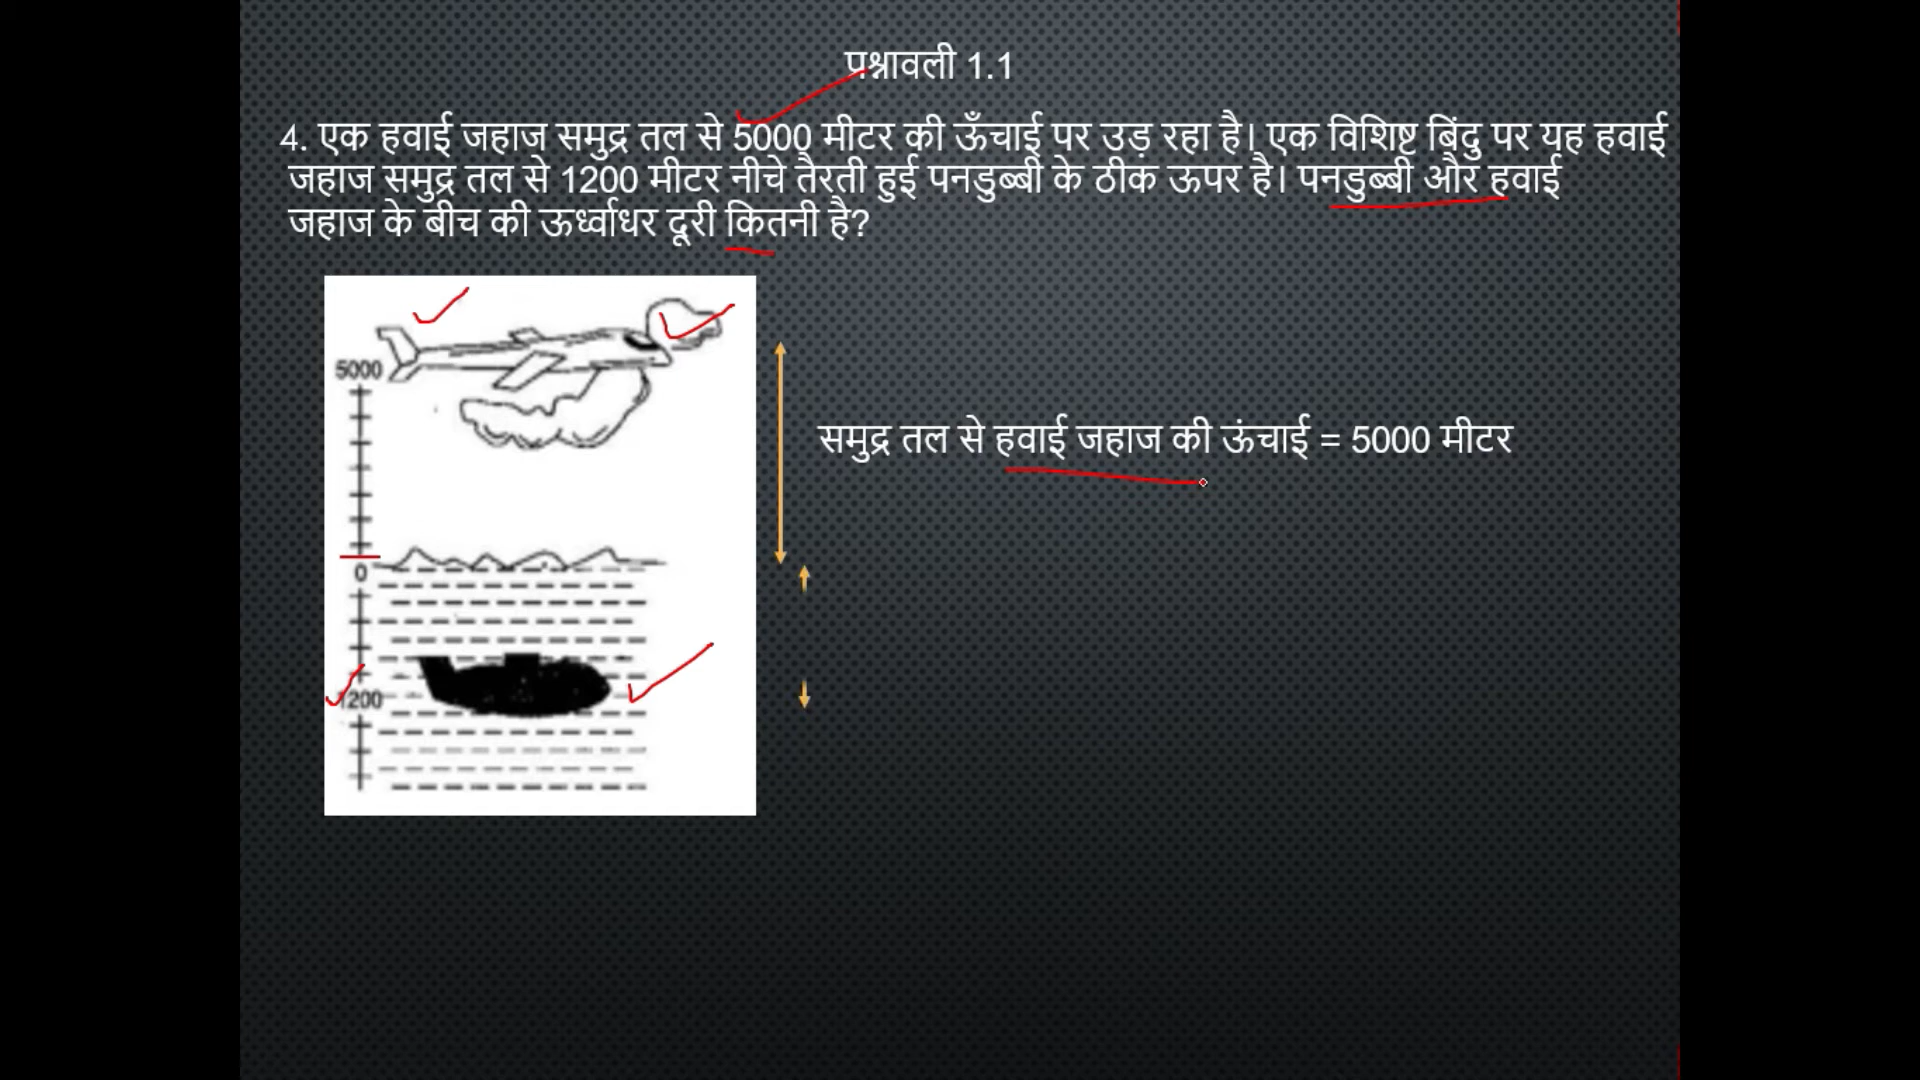 प्रश्नावली 1.1
4. एक हवाई जहाज समुद्र तल से 5000 मीटर की ऊँचाई पर उड़ रहा है। एक विशिष्ट बिंदु पर यह हवाई
जहाज समुद्र तल से 1200 मीटर नीचे तैरती हुई पनडुब्बी के ठीक ऊपर है। पनडुब्बी और हवाई
जहाज के बीच की ऊर्ध्वाधर दूरी कितनी है?
5000
समुद्र तल से हवाई जहाज की ऊंचाई = 5000 मीटर
0
1200